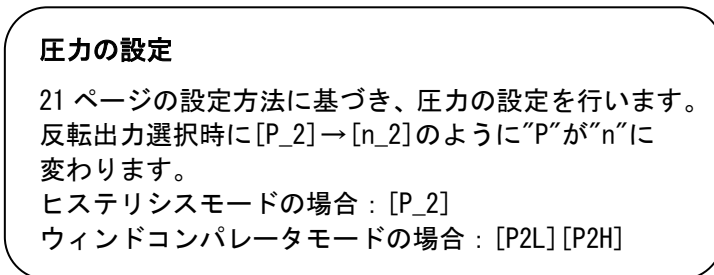 圧力の設定
21 ページの設定方法に基づき、圧力の設定を行います。
反転出力選択時に[P_2]→[n_2]のように"P"が"n"に
変わります。
ヒステリシスモードの場合：[P_2]
ウィンドコンパレータモードの場合：[P2L][P2H]